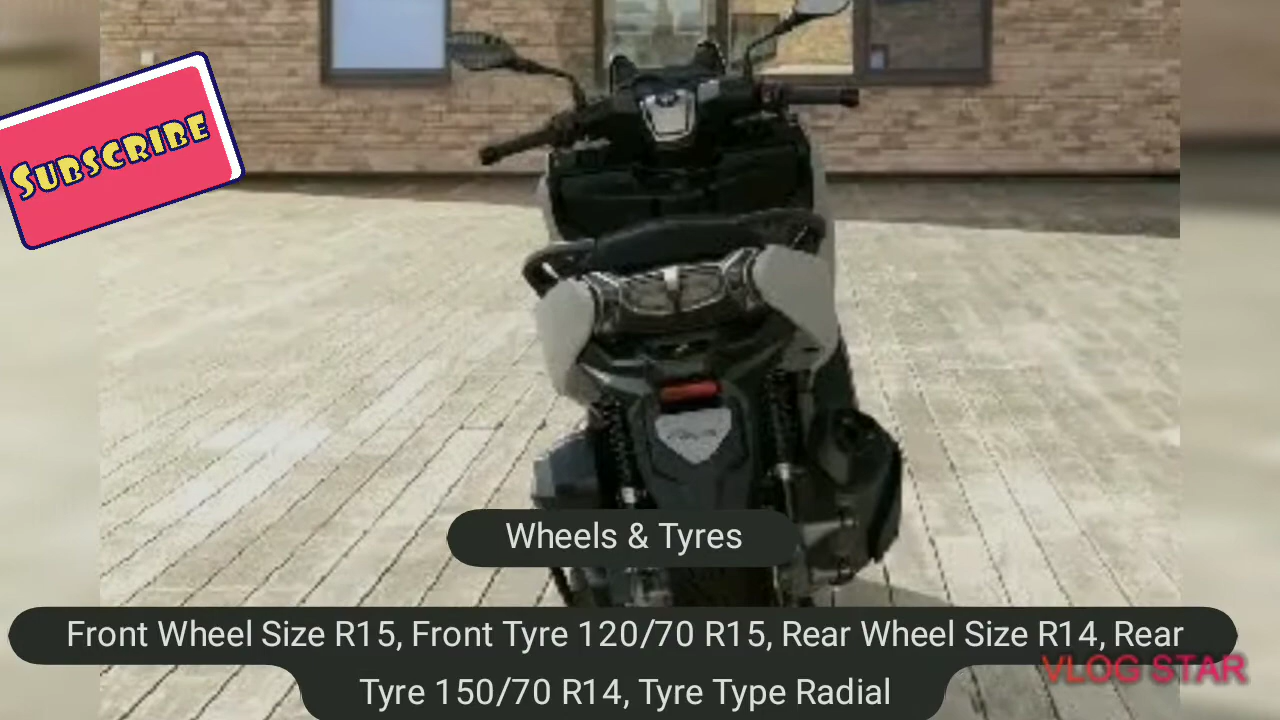 SUBSCRIBE
Wheels & Tyres
Front Wheel Size R15, Front Tyre 120/70 R15, Rear Wheel Size R14, Rear
Tyre 150/70 R14, Tyre Type Radial
VLOG STAR